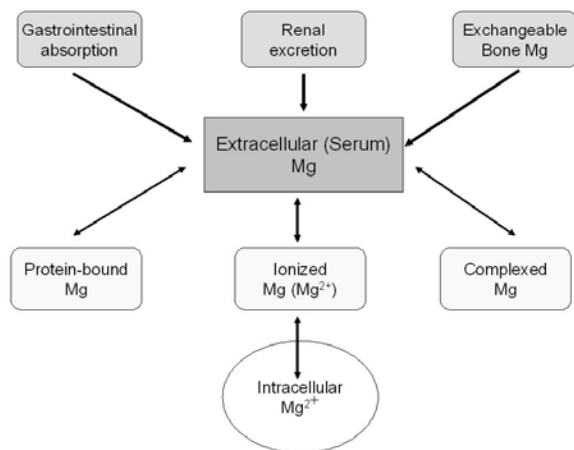 Gastrointestinal
absorption
Renal
excretion
Exchangeable
Bone Mg
Extracellular (Serum)
Mg
Protein-bound
Mg
Ionized
Mg (Mg²⁺)
Complexed
Mg
Intracellular
Mg²⁺